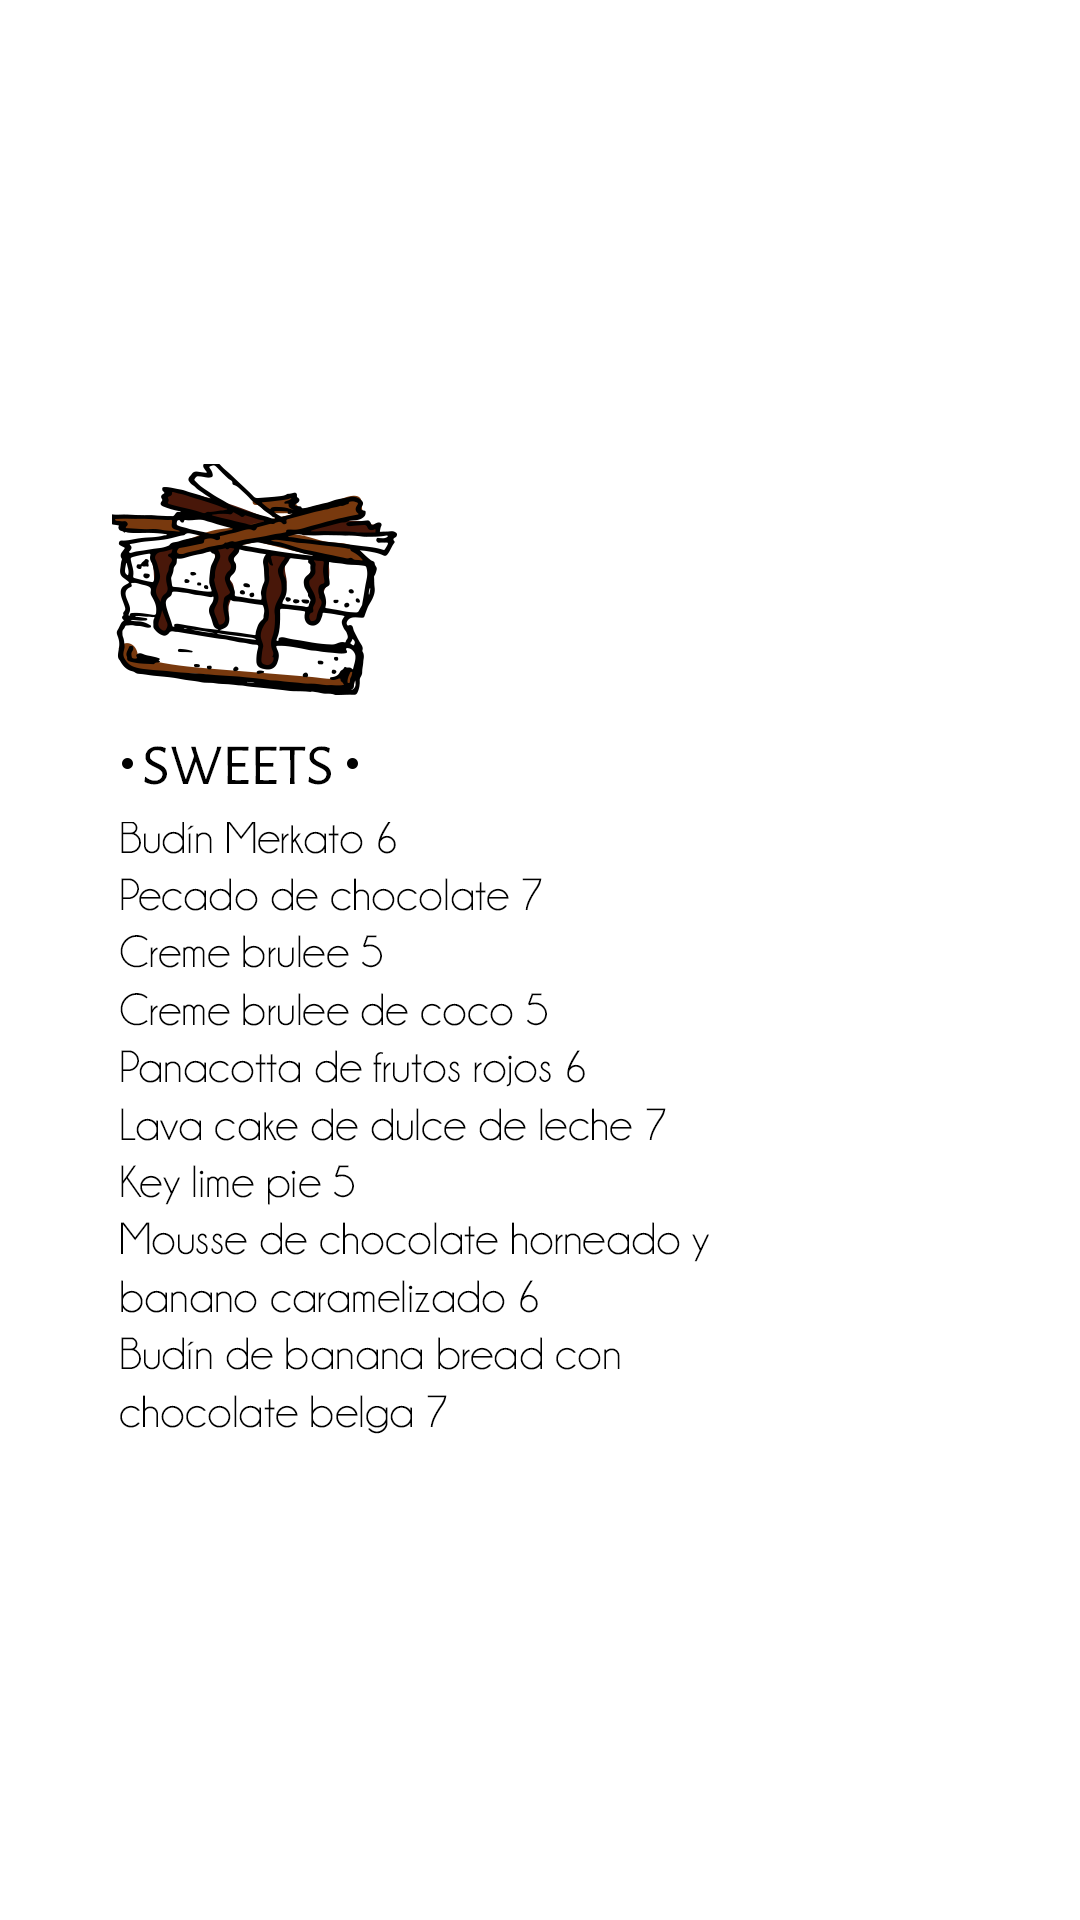 • SWEETS •
Budín Merkato 6
Pecado de chocolate 7
Creme brulee 5
Creme brulee de coco 5
Panacotta de frutos rojos 6
Lava cake de dulce de leche 7
Key lime pie 5
Mousse de chocolate horneado y
banano caramelizado 6
Budín de banana bread con
chocolate belga 7